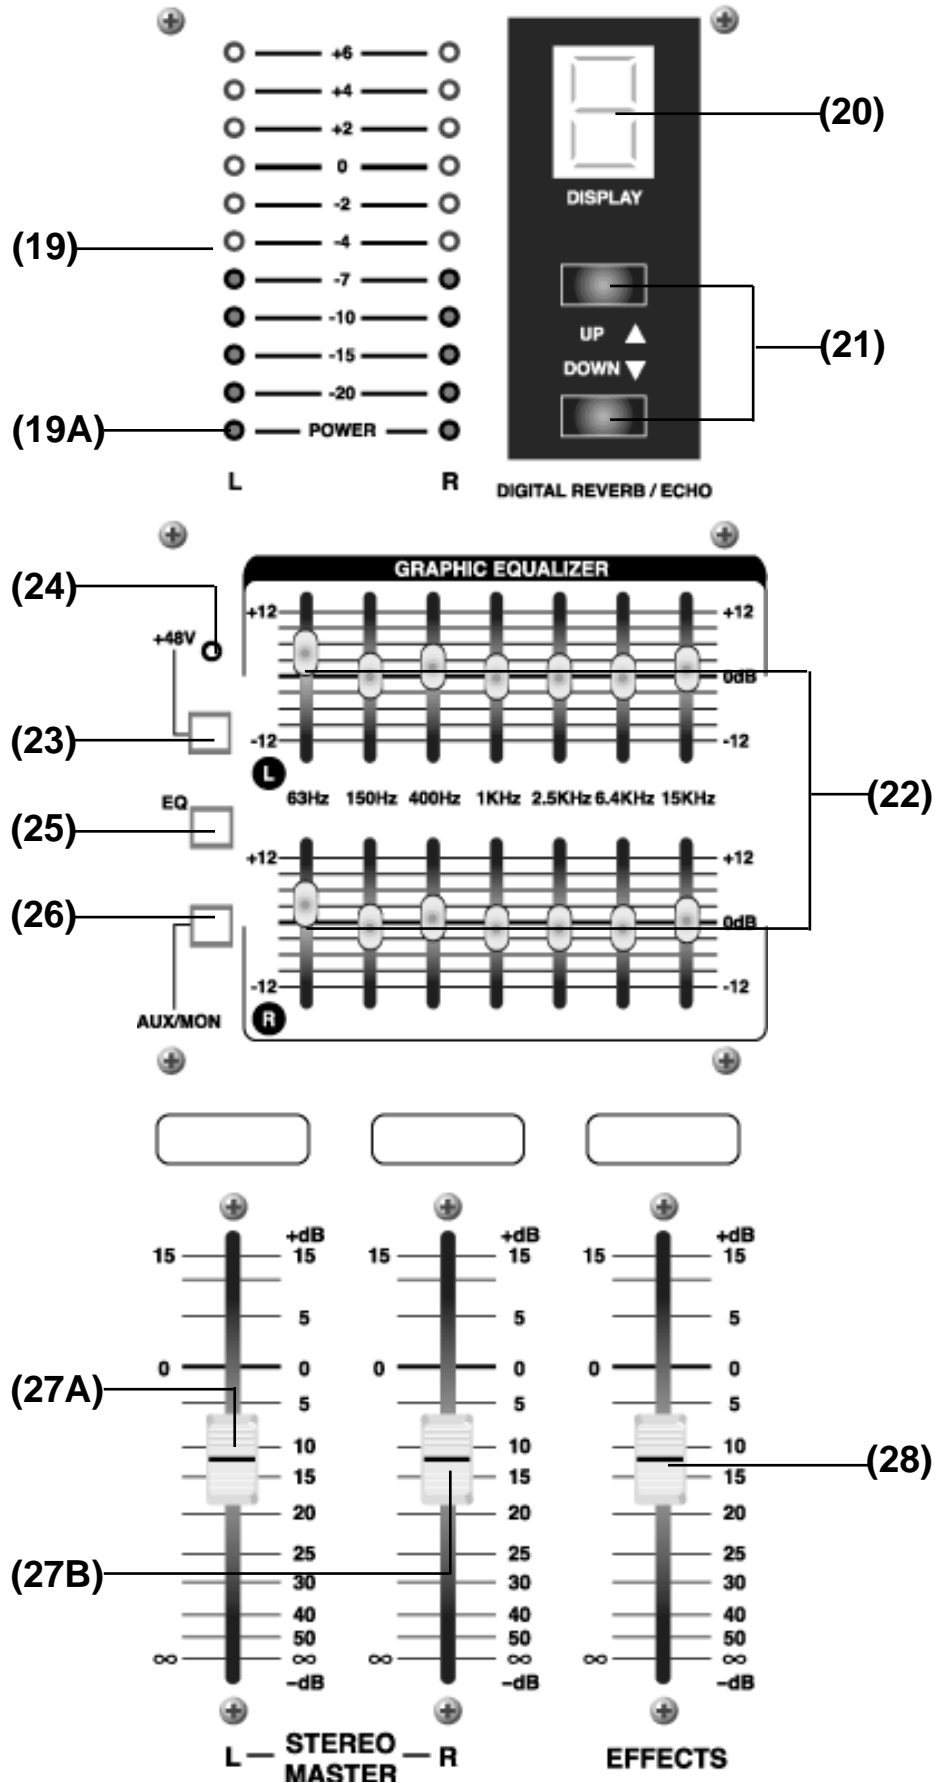 +6
+4
+2
0
-2
-4
-7
-10
-15
-20
POWER
L R
(19)
(19A)
DISPLAY
UP ▲
DOWN ▼
DIGITAL REVERB / ECHO
(20)
(21)
GRAPHIC EQUALIZER
(24)
+48V
(23)
EQ
(25)
(26)
AUX/MON
+12 +12
0dB
-12 -12
L
63Hz 150Hz 400Hz 1KHz 2.5KHz 6.4KHz 15KHz
(22)
+12 +12
0dB
-12 -12
R
+dB +dB +dB
15 15 15 15 15 15
5 5 5
0 0 0 0 0 0
(27A)
5 5 5
10 10 10
(28)
15 15 15
20 20 20
25 25 25
(27B)
30 30 30
40 40 40
50 50 50
∞ ∞ ∞ ∞ ∞ ∞
–dB –dB –dB
L — STEREO MASTER — R
EFFECTS